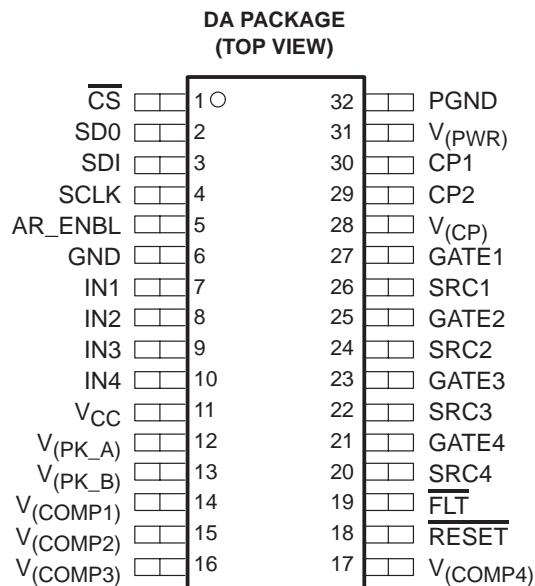 DA PACKAGE
(TOP VIEW)
CS 1 32 PGND
SD0 2 31 V(PWR)
SDI 3 30 CP1
SCLK 4 29 CP2
AR_ENBL 5 28 V(CP)
GND 6 27 GATE1
IN1 7 26 SRC1
IN2 8 25 GATE2
IN3 9 24 SRC2
IN4 10 23 GATE3
VCC 11 22 SRC3
V(PK_A) 12 21 GATE4
V(PK_B) 13 20 SRC4
V(COMP1) 14 19 FLT
V(COMP2) 15 18 RESET
V(COMP3) 16 17 V(COMP4)